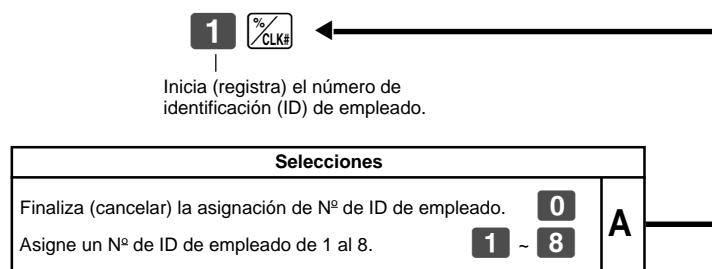 1 %/CLK#
Inicia (registra) el número de
identificación (ID) de empleado.
Selecciones
Finaliza (cancelar) la asignación de Nº de ID de empleado. 0
A
Asigne un Nº de ID de empleado de 1 al 8. 1 ~ 8